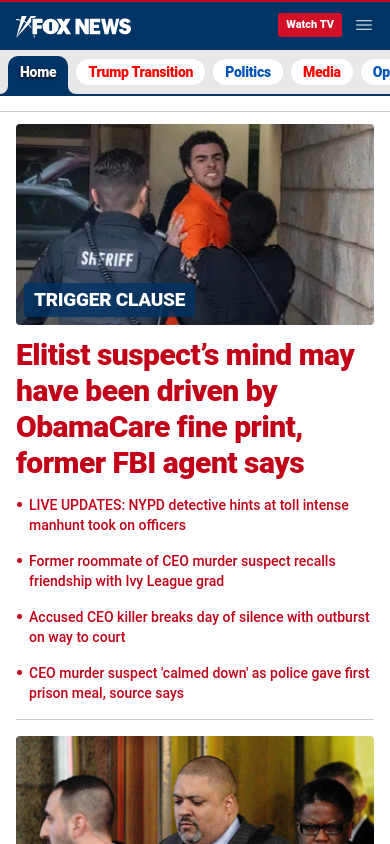 FOX NEWS
Watch TV
Home
Trump Transition
Politics
Media
Op
SHERIFF
TRIGGER CLAUSE
Elitist suspect’s mind may
have been driven by
ObamaCare fine print,
former FBI agent says
• LIVE UPDATES: NYPD detective hints at toll intense
manhunt took on officers
• Former roommate of CEO murder suspect recalls
friendship with Ivy League grad
• Accused CEO killer breaks day of silence with outburst
on way to court
• CEO murder suspect 'calmed down' as police gave first
prison meal, source says